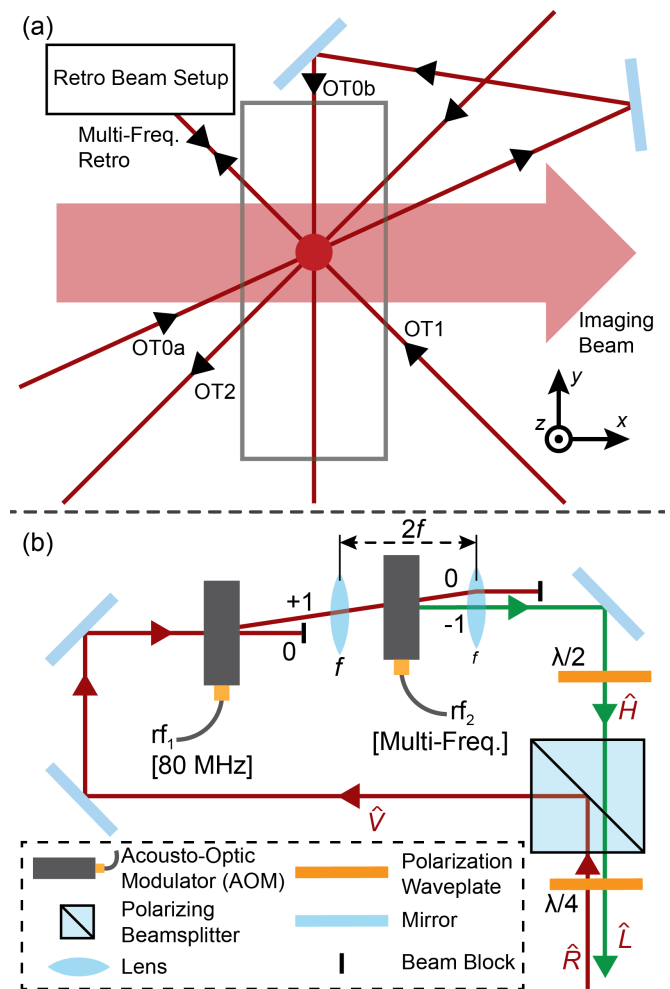 (a)
Retro Beam Setup
OT0b
Multi-Freq.
Retro
OT0a
OT2
OT1
Imaging
Beam
y
z
x
(b)
2f
+1
0
0
-1
f
f
λ/2
Ĥ
rf₁
[80 MHz]
rf₂
[Multi-Freq.]
V̂
λ/4
R̂
L̂
Acousto-Optic
Modulator (AOM)
Polarization
Waveplate
Polarizing
Beamsplitter
Mirror
Lens
Beam Block